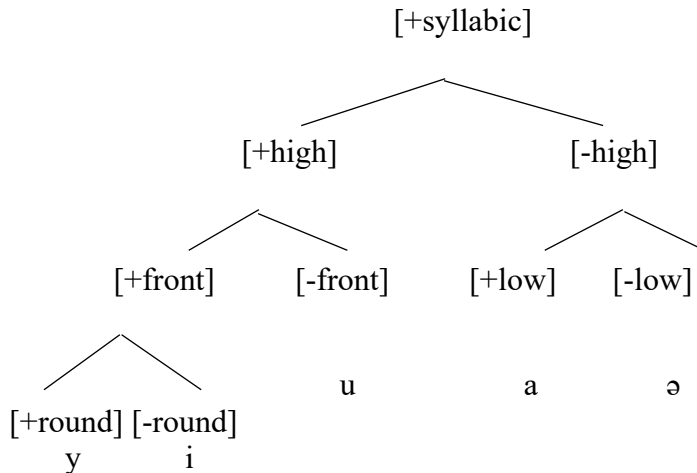 [+syllabic]
[+high] [-high]
[+front] [-front] [+low] [-low]
u a ə
[+round] [-round]
y i